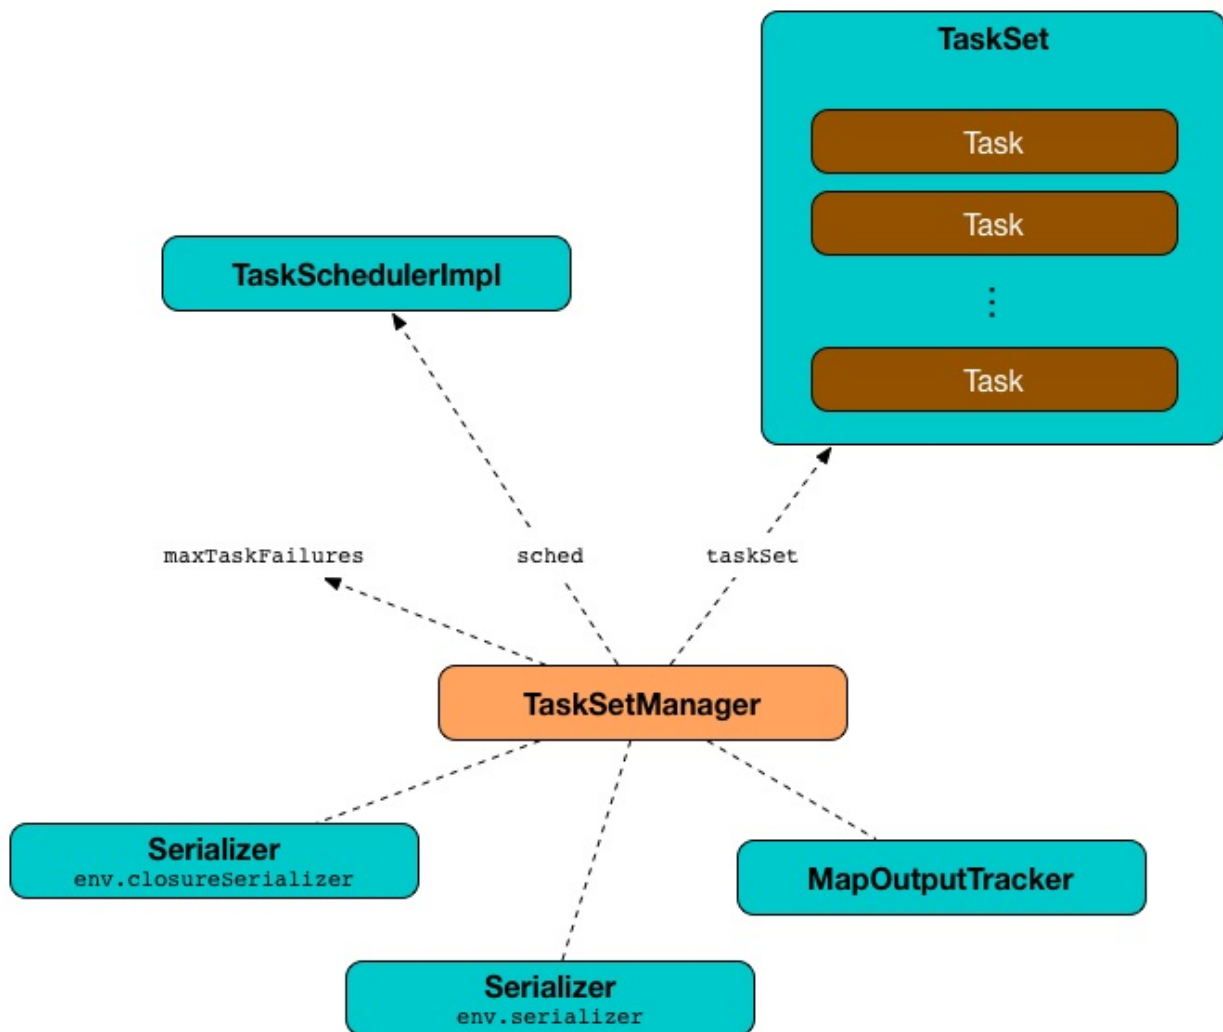 TaskSet
Task
Task
⋮
Task
TaskSchedulerImpl
maxTaskFailures
sched
taskSet
TaskSetManager
Serializer
env.closureSerializer
MapOutputTracker
Serializer
env.serializer